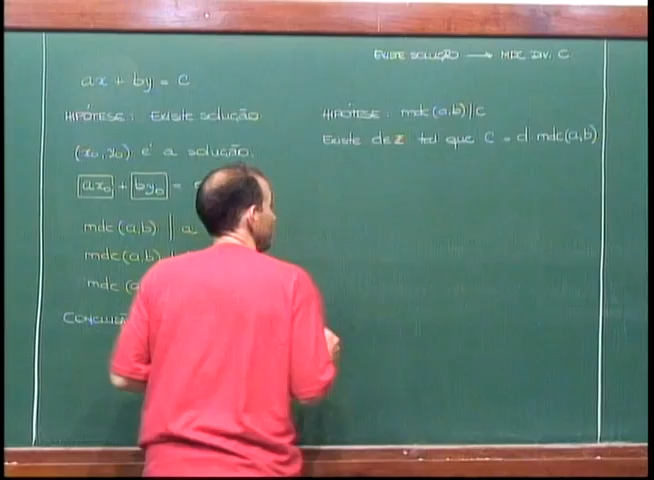 EXISTE SOLUÇÃO → MDC DIV. C
ax + by = c
HIPÓTESE: EXISTE SOLUÇÃO
(x₀, y₀) é a solução.
ax₀ + by₀ =
mdc(a,b) | a
mdc(a,b)
mdc(a
HIPÓTESE: mdc(a,b)|c
EXISTE d∈Z tal que c = d mdc(a,b)